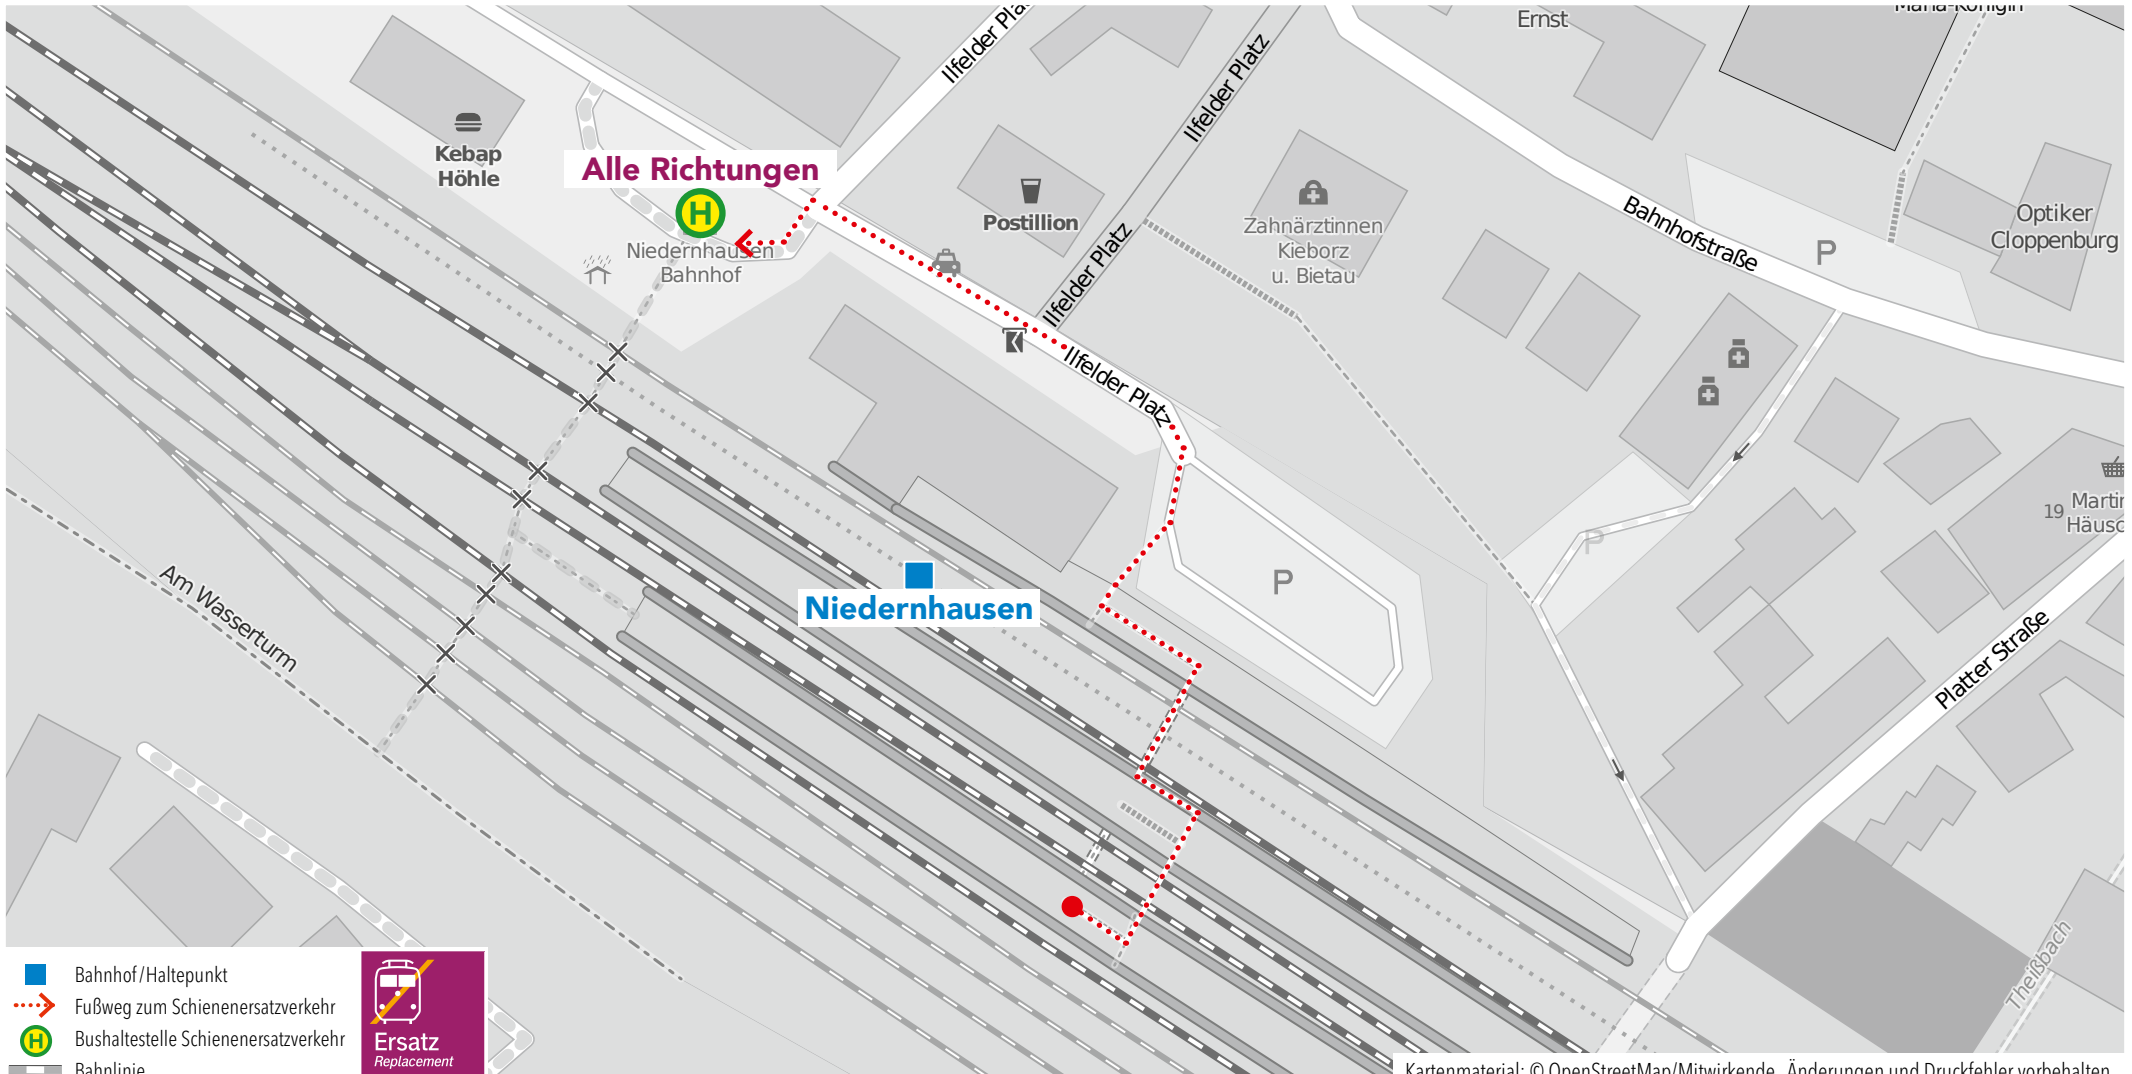 Ilfelder Platz
Ernst
Kebap
Höhle
Alle Richtungen
H
Niedernhausen
Bahnhof
Postillion
Ilfelder Platz
Ilfelder Platz
Zahnärztinnen
Kieborz
u. Bietau
Bahnhofstraße
P
Optiker
Cloppenburg
Ilfelder Platz
P
19
Niedernhausen
P
Am Wasserturm
Platter Straße
Theißbach
Bahnhof/Haltepunkt
Fußweg zum Schienenersatzverkehr
H
Bushaltestelle Schienenersatzverkehr
Bahnlinie
Ersatz
Replacement
Kartenmaterial: © OpenStreetMap/Mitwirkende. Änderungen und Druckfehler vorbehalten